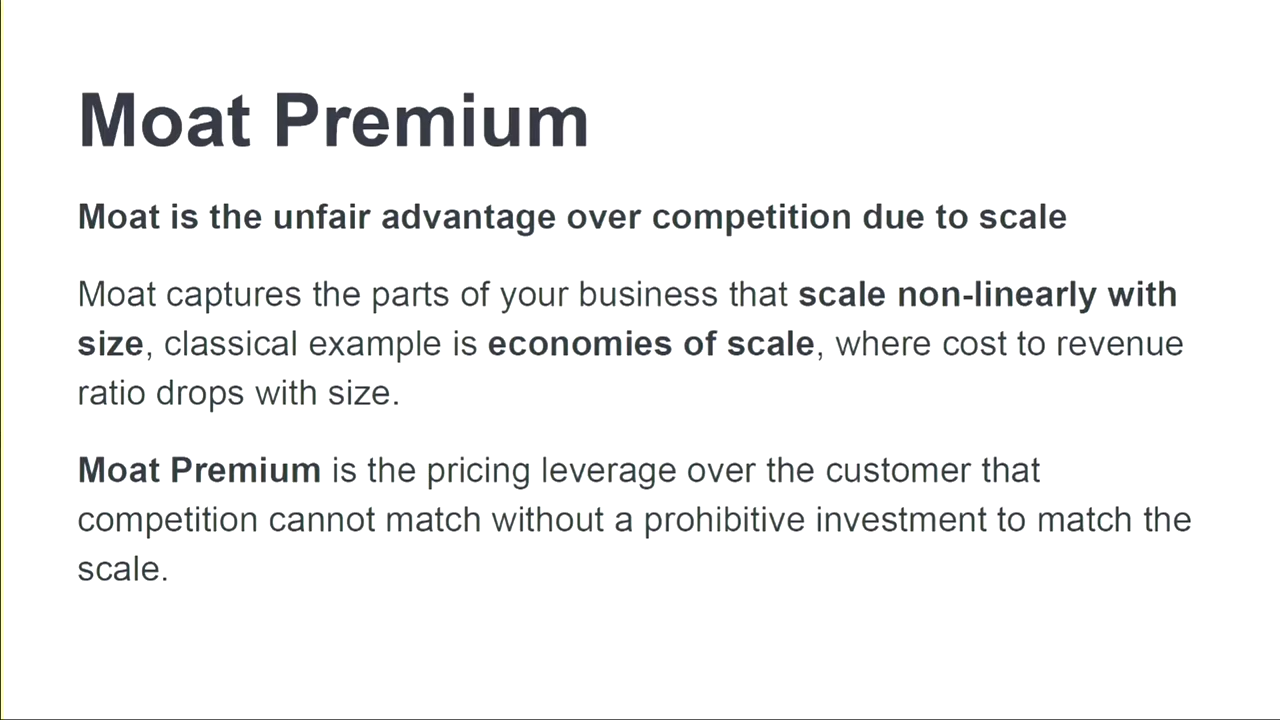 Moat Premium
Moat is the unfair advantage over competition due to scale
Moat captures the parts of your business that scale non-linearly with
size, classical example is economies of scale, where cost to revenue
ratio drops with size.
Moat Premium is the pricing leverage over the customer that
competition cannot match without a prohibitive investment to match the
scale.